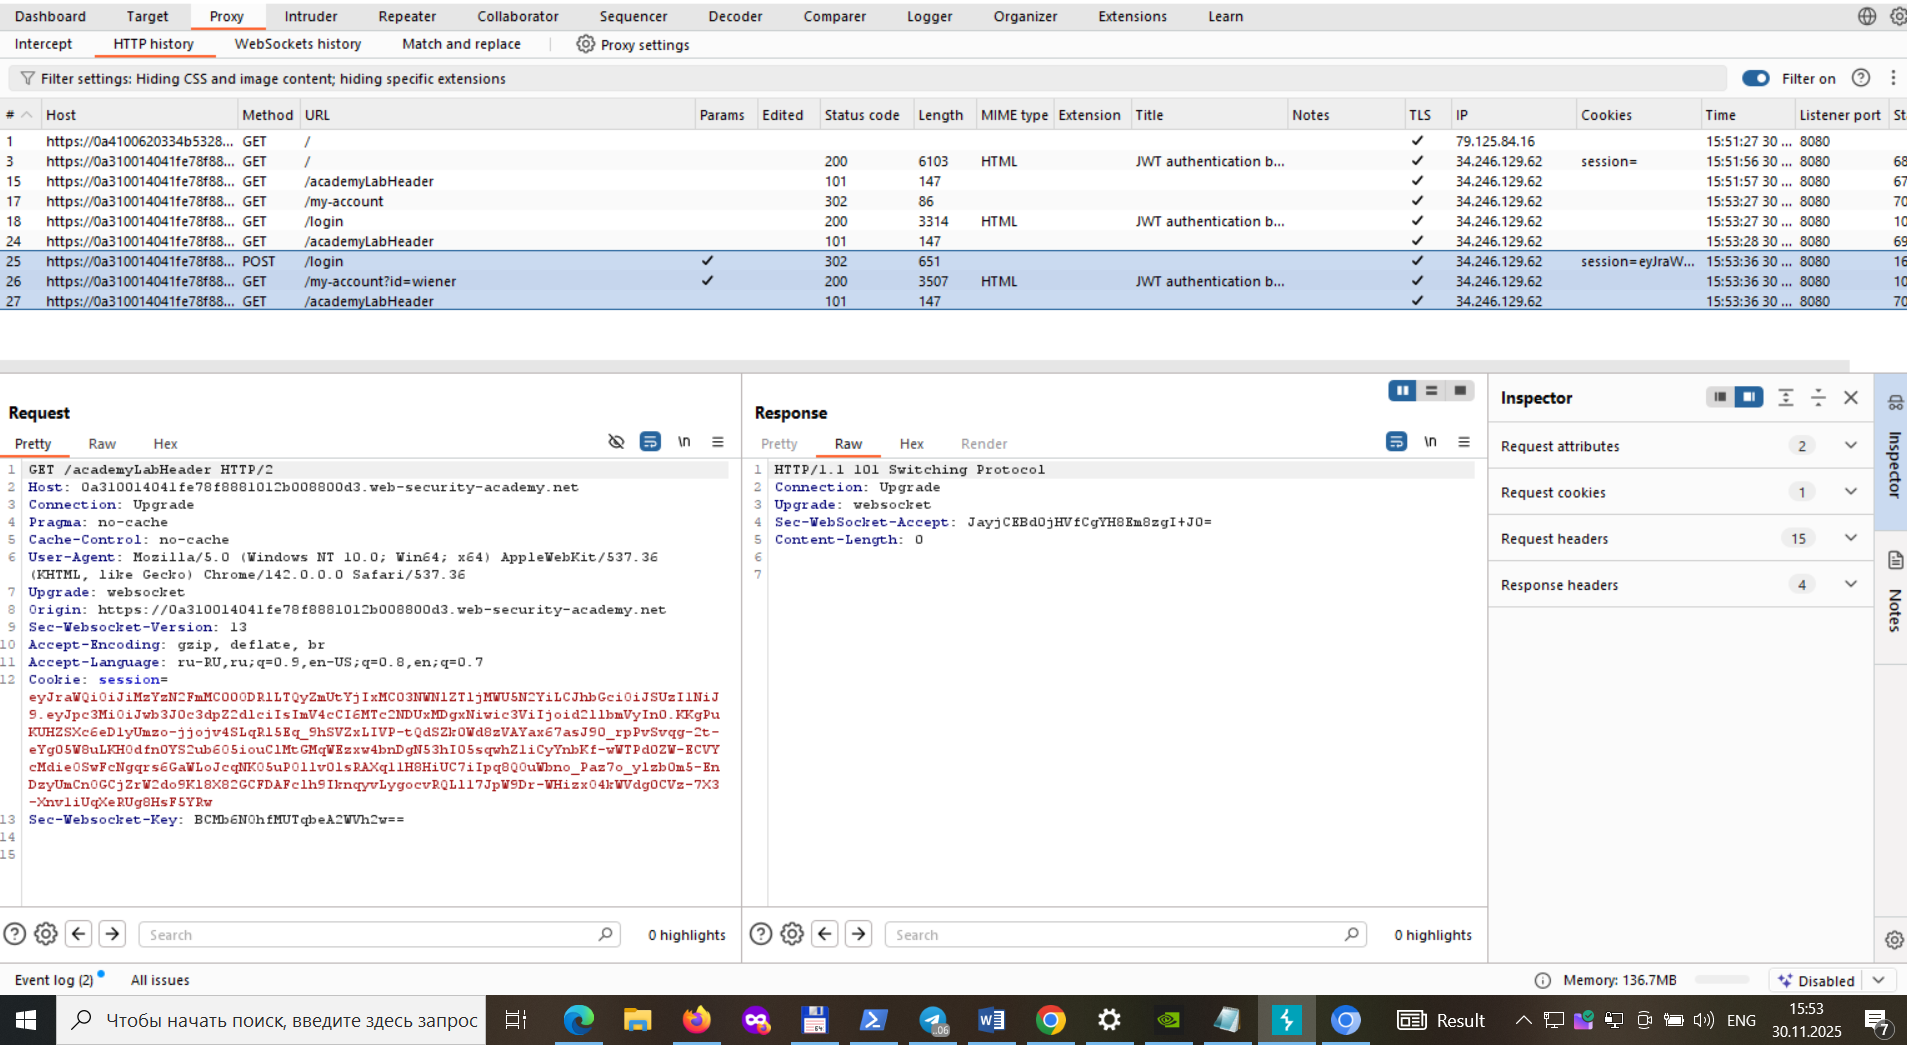 Dashboard Target Proxy Intruder Repeater Collaborator Sequencer Decoder Comparer Logger Organizer Extensions Learn
Intercept HTTP history WebSockets history Match and replace Proxy settings
Filter settings: Hiding CSS and image content; hiding specific extensions Filter on
# Host Method URL Params Edited Status code Length MIME type Extension Title Notes TLS IP Cookies Time Listener port St
1 https://0a4100620334b5328... GET / ✓ 79.125.84.16 15:51:27 30 ... 8080
3 https://0a310014041fe78f88... GET / 200 6103 HTML JWT authentication b... ✓ 34.246.129.62 session= 15:51:56 30 ... 8080 68
15 https://0a310014041fe78f88... GET /academyLabHeader 101 147 ✓ 34.246.129.62 15:51:57 30 ... 8080 67
17 https://0a310014041fe78f88... GET /my-account 302 86 ✓ 34.246.129.62 15:53:27 30 ... 8080 70
18 https://0a310014041fe78f88... GET /login 200 3314 HTML JWT authentication b... ✓ 34.246.129.62 15:53:27 30 ... 8080 10
24 https://0a310014041fe78f88... GET /academyLabHeader 101 147 ✓ 34.246.129.62 15:53:28 30 ... 8080 69
25 https://0a310014041fe78f88... POST /login ✓ 302 651 ✓ 34.246.129.62 session=eyJraW... 15:53:36 30 ... 8080 16
26 https://0a310014041fe78f88... GET /my-account?id=wiener ✓ 200 3507 HTML JWT authentication b... ✓ 34.246.129.62 15:53:36 30 ... 8080 10
27 https://0a310014041fe78f88... GET /academyLabHeader 101 147 ✓ 34.246.129.62 15:53:36 30 ... 8080 70
Request
Pretty Raw Hex \n
1 GET /academyLabHeader HTTP/2
2 Host: 0a310014041fe78f8881012b008800d3.web-security-academy.net
3 Connection: Upgrade
4 Pragma: no-cache
5 Cache-Control: no-cache
6 User-Agent: Mozilla/5.0 (Windows NT 10.0; Win64; x64) AppleWebKit/537.36
(KHTML, like Gecko) Chrome/142.0.0.0 Safari/537.36
7 Upgrade: websocket
8 Origin: https://0a310014041fe78f8881012b008800d3.web-security-academy.net
9 Sec-Websocket-Version: 13
10 Accept-Encoding: gzip, deflate, br
11 Accept-Language: ru-RU,ru;q=0.9,en-US;q=0.8,en;q=0.7
12 Cookie: session=
13 Sec-Websocket-Key: BCMb6N0hfMUTqbeA2WVh2w==
14
15
Search 0 highlights
Response
Pretty Raw Hex Render \n
1 HTTP/1.1 101 Switching Protocol
2 Connection: Upgrade
3 Upgrade: websocket
4 Sec-WebSocket-Accept: JayjCEBd0jHVfCgYH8Em8zgI+J0=
5 Content-Length: 0
6
7
Search 0 highlights
Inspector
Request attributes 2
Request cookies 1
Request headers 15
Response headers 4
Inspector
Notes
Event log (2) All issues Memory: 136.7MB Disabled
Чтобы начать поиск, введите здесь запрос
64
.06
Result
ENG
15:53
30.11.2025
7